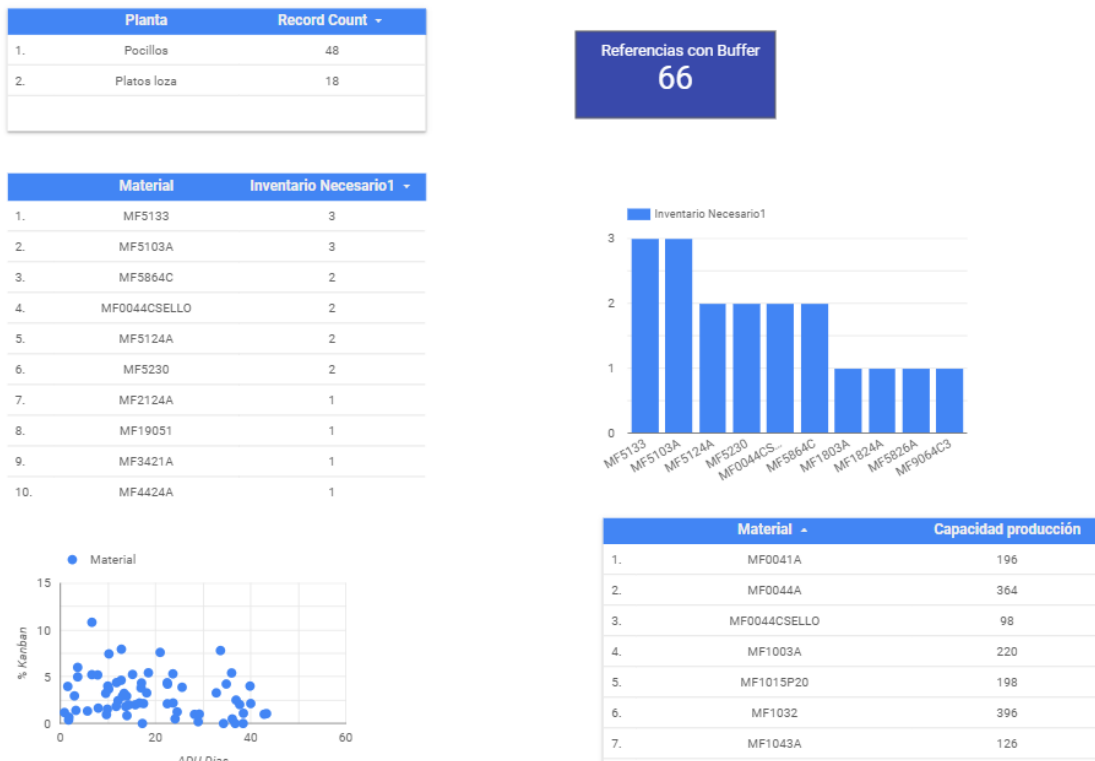 Planta Record Count
1. Pocillos 48
2. Platos loza 18
Referencias con Buffer
66
Material Inventario Necesario1
1. MF5133 3
2. MF5103A 3
3. MF5864C 2
4. MF0044CSELLO 2
5. MF5124A 2
6. MF5230 2
7. MF2124A 1
8. MF19051 1
9. MF3421A 1
10. MF4424A 1
Inventario Necesario1
3
2
1
0
MF5133 MF5103A MF5124A MF5230 MF0044CS... MF5864C MF1803A MF1824A MF5826A MF9064C3
Material
15
10
5
0
% Kanban
0 20 40 60
ADU Dias
Material Capacidad producción
1. MF0041A 196
2. MF0044A 364
3. MF0044CSELLO 98
4. MF1003A 220
5. MF1015P20 198
6. MF1032 396
7. MF1043A 126